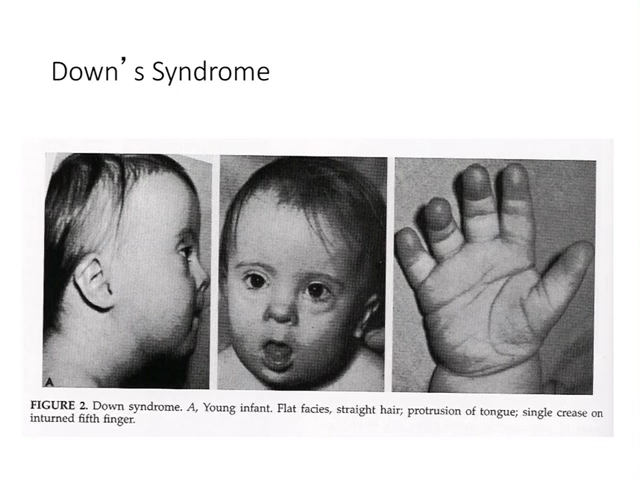 Down’s Syndrome
A
FIGURE 2. Down syndrome. A, Young infant. Flat facies, straight hair; protrusion of tongue; single crease on
inturned fifth finger.